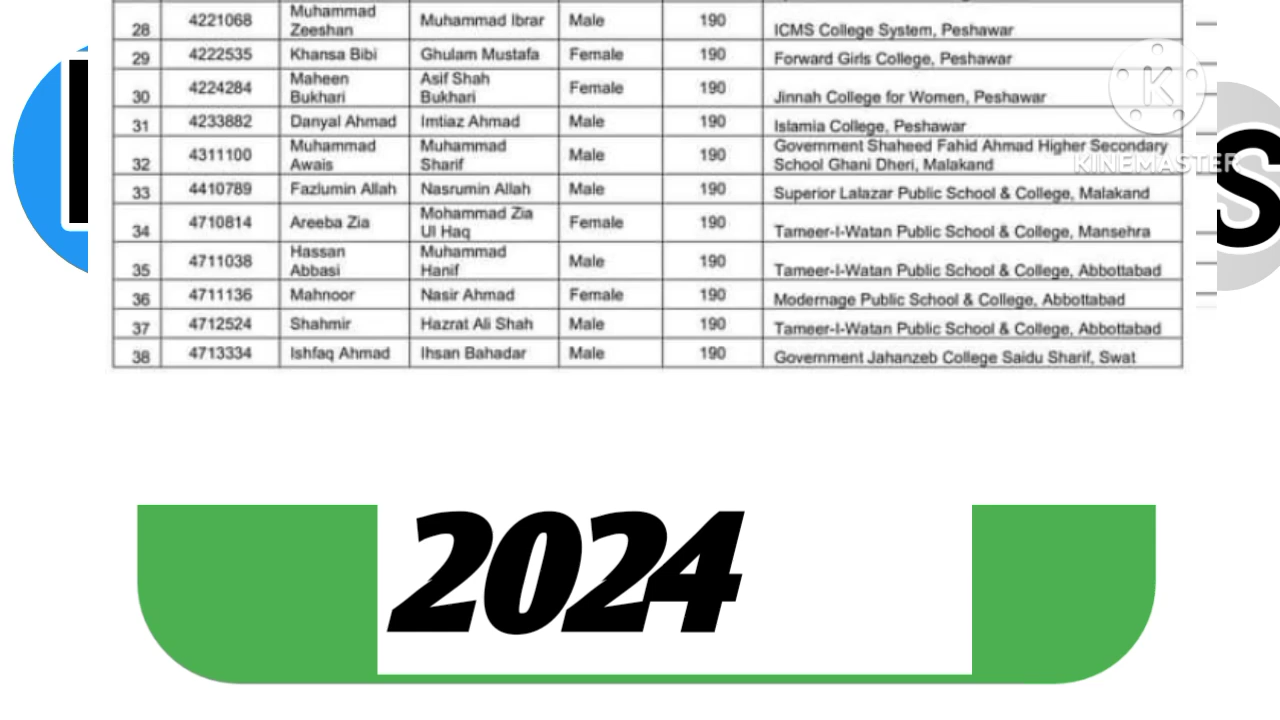 28 4221068 Muhammad Zeeshan Muhammad Ibrar Male 190 ICMS College System, Peshawar
29 4222535 Khansa Bibi Ghulam Mustafa Female 190 Forward Girls College, Peshawar
30 4224284 Maheen Bukhari Asif Shah Bukhari Female 190 Jinnah College for Women, Peshawar
31 4233882 Danyal Ahmad Imtiaz Ahmad Male 190 Islamia College, Peshawar
32 4311100 Muhammad Awais Muhammad Sharif Male 190 Government Shaheed Fahid Ahmad Higher Secondary School Ghani Dheri, Malakand
33 4410789 Fazlumin Allah Nasrumin Allah Male 190 Superior Lalazar Public School & College, Malakand
34 4710814 Areeba Zia Mohammad Zia Ul Haq Female 190 Tameer-I-Watan Public School & College, Mansehra
35 4711038 Hassan Abbasi Muhammad Hanif Male 190 Tameer-I-Watan Public School & College, Abbottabad
36 4711136 Mahnoor Nasir Ahmad Female 190 Modernage Public School & College, Abbottabad
37 4712524 Shahmir Hazrat Ali Shah Male 190 Tameer-I-Watan Public School & College, Abbottabad
38 4713334 Ishfaq Ahmad Ihsan Bahadar Male 190 Government Jahanzeb College Saidu Sharif, Swat
K
KINEMASTER
S
2024